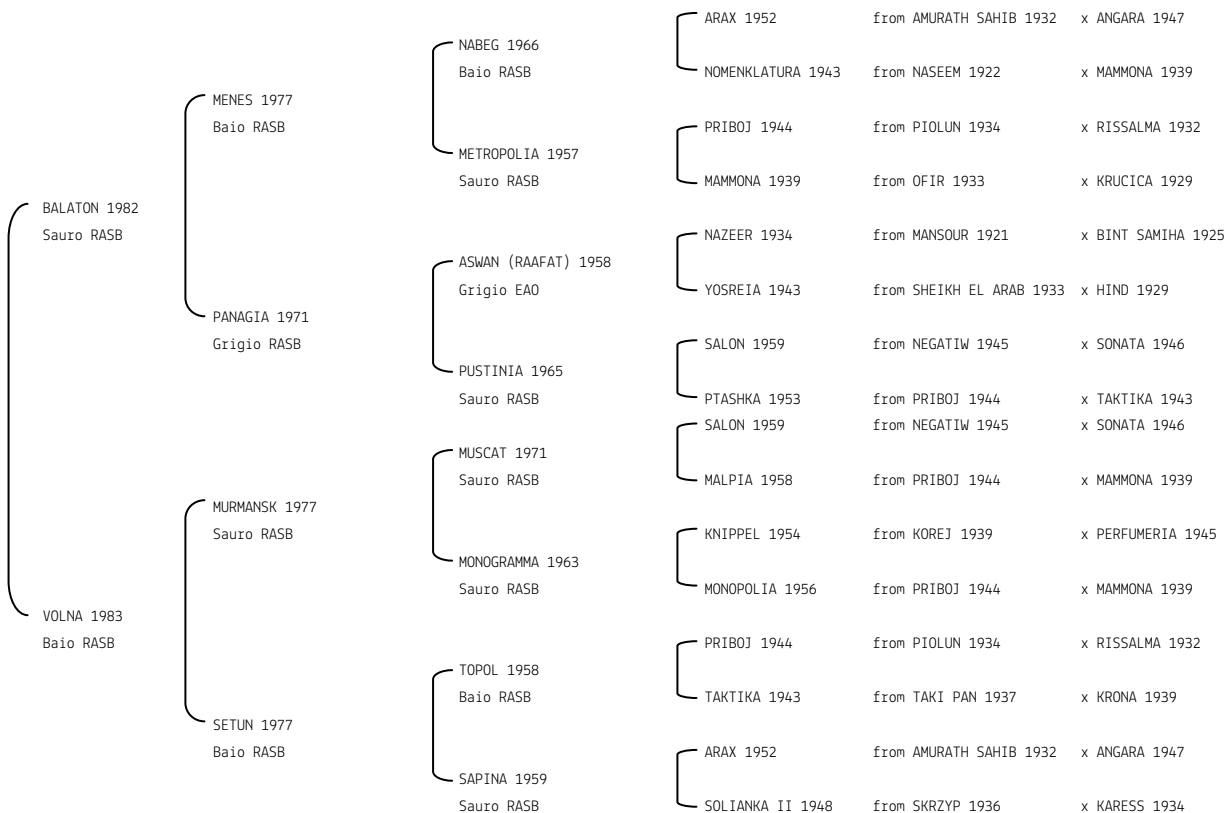 ARAX 1952 from AMURATH SAHIB 1932 x ANGARA 1947
NABEG 1966
Baio RASB
NOMENKLATURA 1943 from NASEEM 1922 x MAMMONA 1939
MENES 1977
Baio RASB
PRIBOJ 1944 from PIOLUN 1934 x RISSALMA 1932
METROPOLIA 1957
Sauro RASB
MAMMONA 1939 from OFIR 1933 x KRUCICA 1929
BALATON 1982
Sauro RASB
NAZEER 1934 from MANSOUR 1921 x BINT SAMIHA 1925
ASWAN (RAAFAT) 1958
Grigio EAO
YOSREIA 1943 from SHEIKH EL ARAB 1933 x HIND 1929
PANAGIA 1971
Grigio RASB
SALON 1959 from NEGATIW 1945 x SONATA 1946
PUSTINIA 1965
Sauro RASB
PTASHKA 1953 from PRIBOJ 1944 x TAKTIKA 1943
SALON 1959 from NEGATIW 1945 x SONATA 1946
MUSCAT 1971
Sauro RASB
MALPIA 1958 from PRIBOJ 1944 x MAMMONA 1939
MURMANSK 1977
Sauro RASB
KNIPPEL 1954 from KOREJ 1939 x PERFUMERIA 1945
MONOGRAMMA 1963
Sauro RASB
MONOPOLIA 1956 from PRIBOJ 1944 x MAMMONA 1939
VOLNA 1983
Baio RASB
PRIBOJ 1944 from PIOLUN 1934 x RISSALMA 1932
TOPOL 1958
Baio RASB
TAKTIKA 1943 from TAKI PAN 1937 x KRONA 1939
SETUN 1977
Baio RASB
ARAX 1952 from AMURATH SAHIB 1932 x ANGARA 1947
SAPINA 1959
Sauro RASB
SOLIANKA II 1948 from SKRZYP 1936 x KARESS 1934